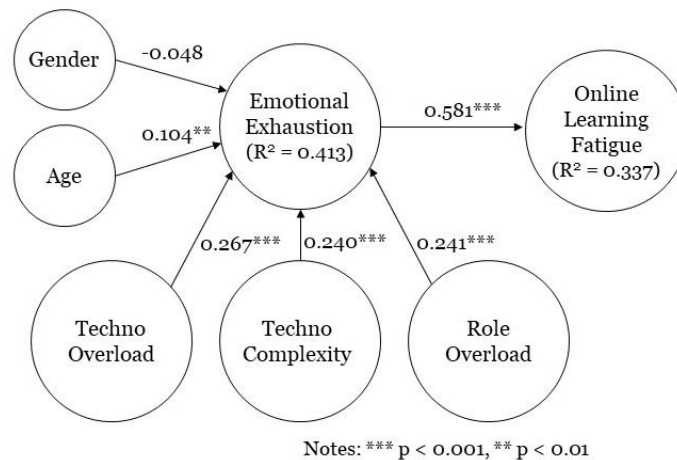 Gender
-0.048
Emotional
Exhaustion
(R² = 0.413)
0.581***
Online
Learning
Fatigue
(R² = 0.337)
Age
0.104**
0.267***
0.240***
0.241***
Techno
Overload
Techno
Complexity
Role
Overload
Notes: *** p < 0.001, ** p < 0.01